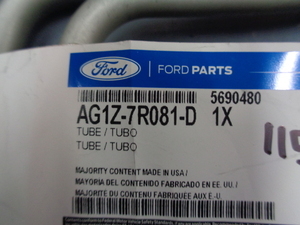 Ford
FORD PARTS
5690480
AG1Z-7R081-D 1X
TUBE / TUBO
TUBE / TUBO
MAJORITY CONTENT MADE IN USA /
MAYORIA DEL CONTENIDO FABRICADO EN EE. UU. /
MAJORITE DU CONTENU FABRIQUEE AUX E.-U.